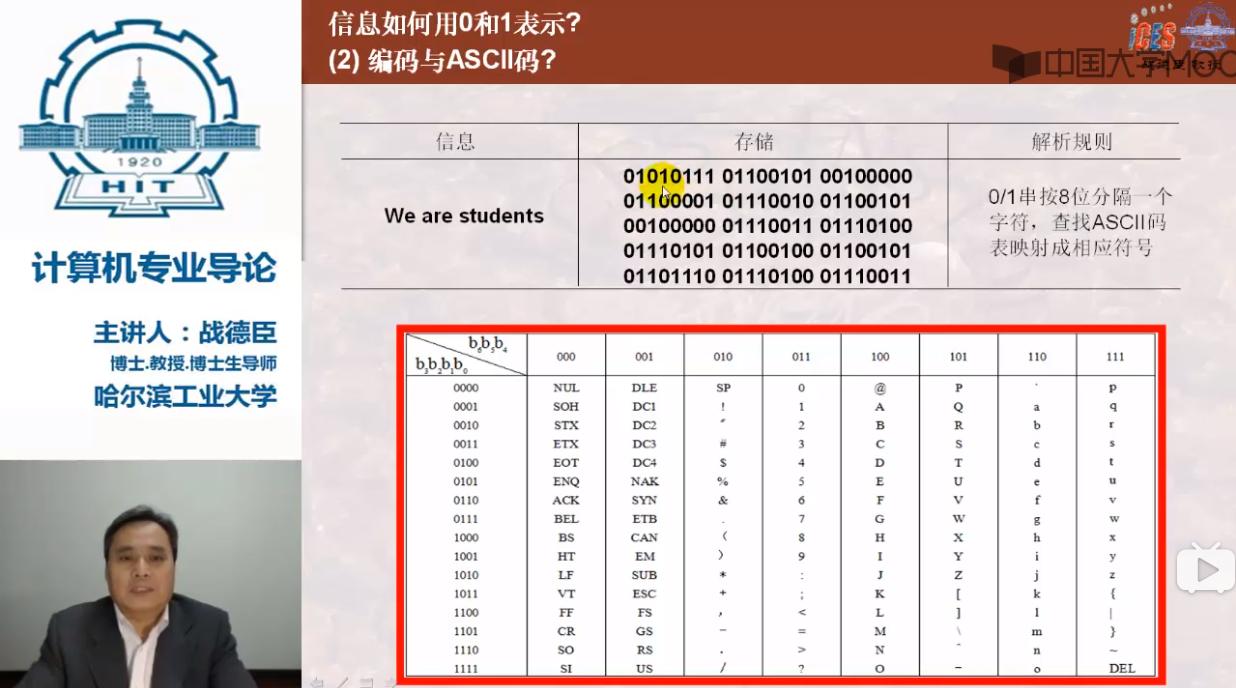 信息如何用0和1表示?
(2) 编码与ASCII码?
中国大学MOC
1920
HIT
计算机专业导论
主讲人：战德臣
博士.教授.博士生导师
哈尔滨工业大学
信息 存储 解析规则
We are students
01010111 01100101 00100000
01100001 01110010 01100101
00100000 01110011 01110100
01110101 01100100 01100101
01101110 01110100 01110011
0/1串按8位分隔一个
字符，查找ASCII码
表映射成相应符号
b6b5b4
b3b2b1b0
000 001 010 011 100 101 110 111
0000 NUL DLE SP 0 @ P ` p
0001 SOH DC1 ! 1 A Q a q
0010 STX DC2 " 2 B R b r
0011 ETX DC3 # 3 C S c s
0100 EOT DC4 $ 4 D T d t
0101 ENQ NAK % 5 E U e u
0110 ACK SYN & 6 F V f v
0111 BEL ETB . 7 G W g w
1000 BS CAN ( 8 H X h x
1001 HT EM ) 9 I Y i y
1010 LF SUB * : J Z j z
1011 VT ESC + ; K [ k {
1100 FF FS , < L ] l |
1101 CR GS － = M \ m }
1110 SO RS . > N ^ n ~
1111 SI US / ? O － o DEL